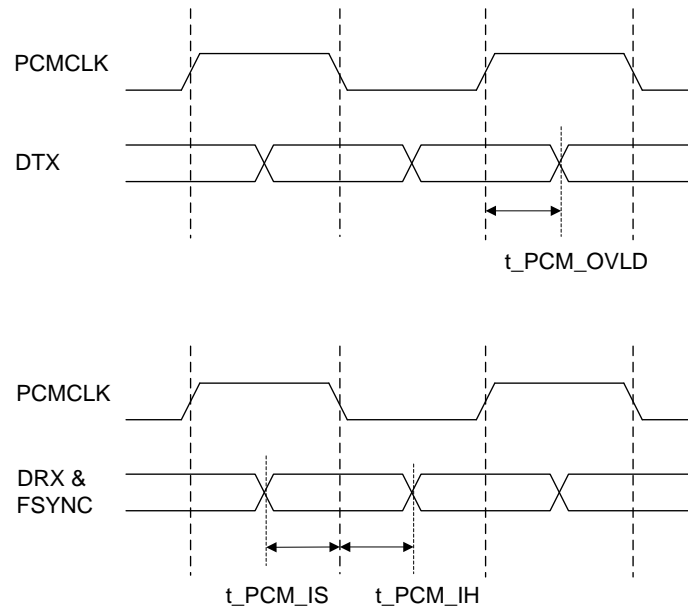 PCMCLK
DTX
t_PCM_OVLD
PCMCLK
DRX &
FSYNC
t_PCM_IS
t_PCM_IH